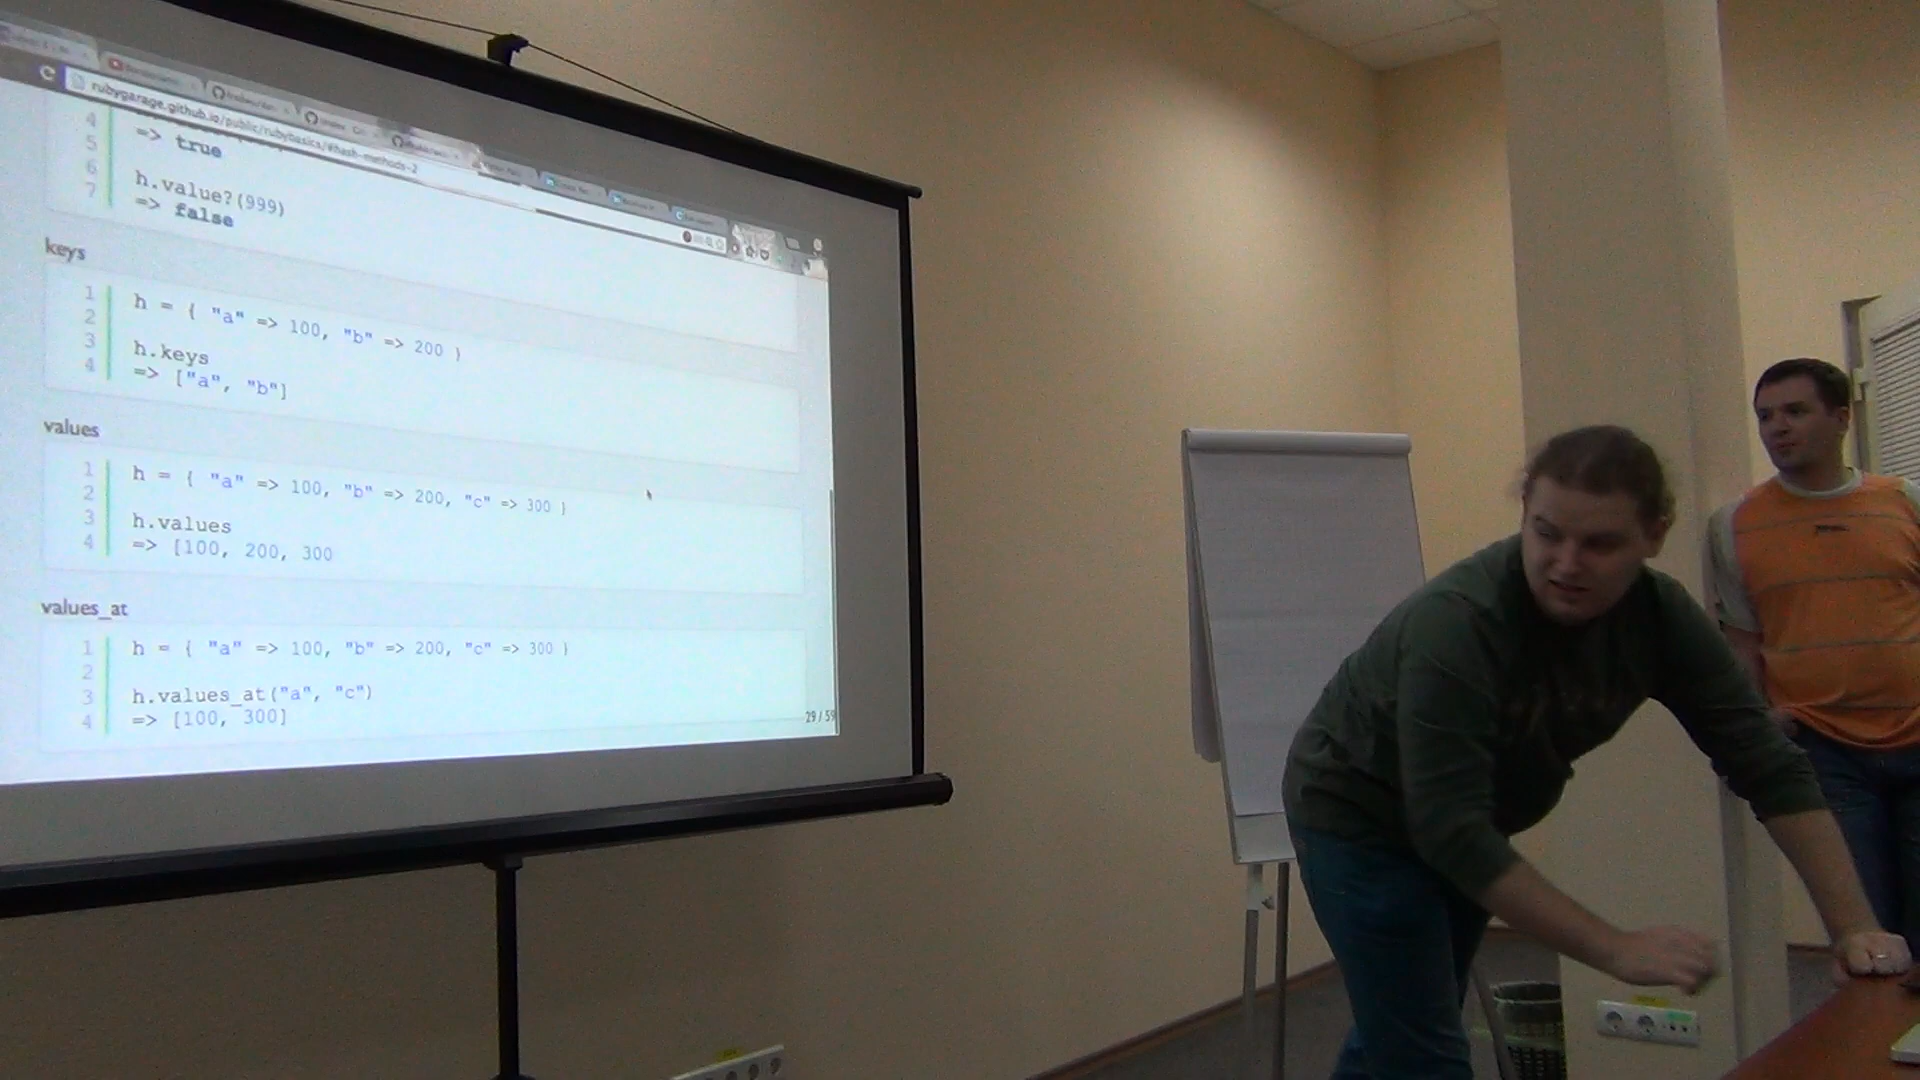 rubygarage.github.io/public/rubybasics/#hash-methods-2
4
5 => true
6
7 h.value?(999)
=> false
keys
1 h = { "a" => 100, "b" => 200 }
2
3 h.keys
4 => ["a", "b"]
values
1 h = { "a" => 100, "b" => 200, "c" => 300 }
2
3 h.values
4 => [100, 200, 300
values_at
1 h = { "a" => 100, "b" => 200, "c" => 300 }
2
3 h.values_at("a", "c")
4 => [100, 300]
29 / 59